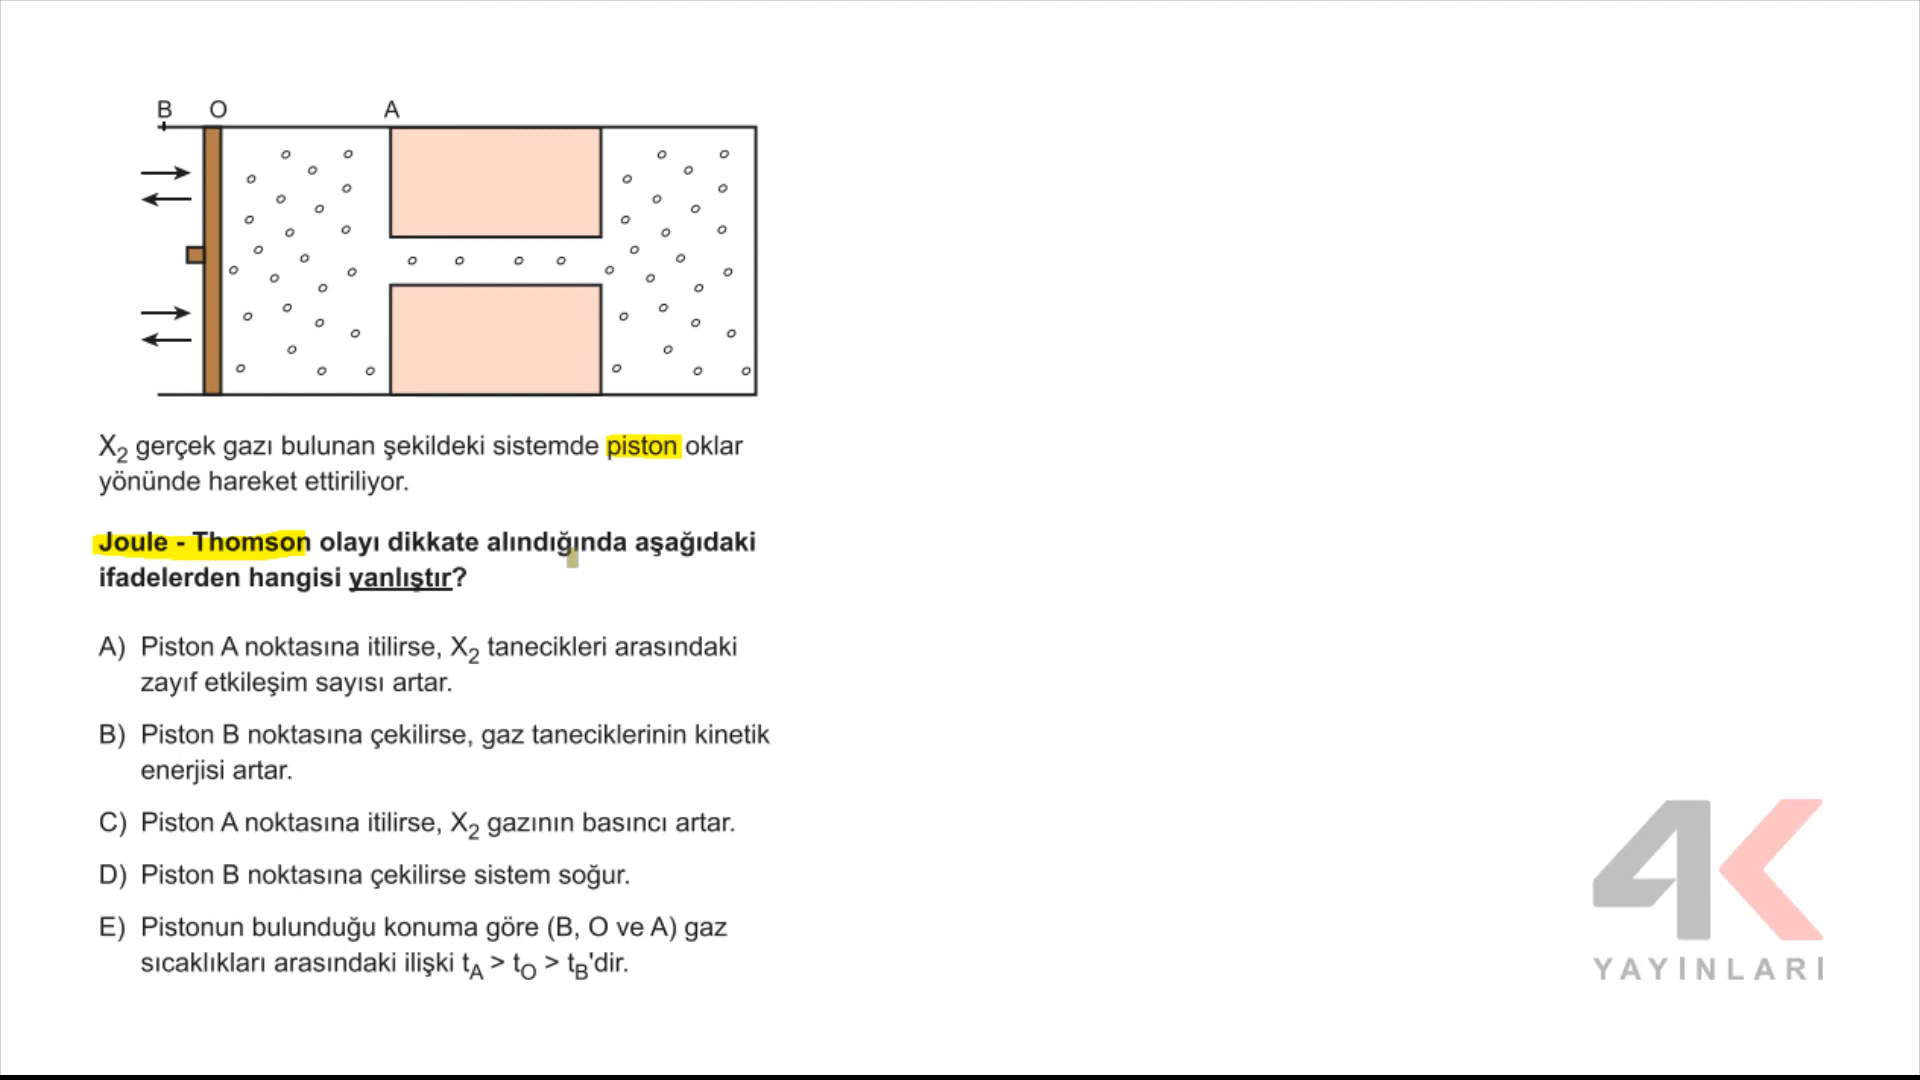 B O A
X2 gerçek gazı bulunan şekildeki sistemde piston oklar
yönünde hareket ettiriliyor.
Joule - Thomson olayı dikkate alındığında aşağıdaki
ifadelerden hangisi yanlıştır?
A) Piston A noktasına itilirse, X2 tanecikleri arasındaki
zayıf etkileşim sayısı artar.
B) Piston B noktasına çekilirse, gaz taneciklerinin kinetik
enerjisi artar.
C) Piston A noktasına itilirse, X2 gazının basıncı artar.
D) Piston B noktasına çekilirse sistem soğur.
E) Pistonun bulunduğu konuma göre (B, O ve A) gaz
sıcaklıkları arasındaki ilişki tA > tO > tB'dir.
4K
YAYINLARI